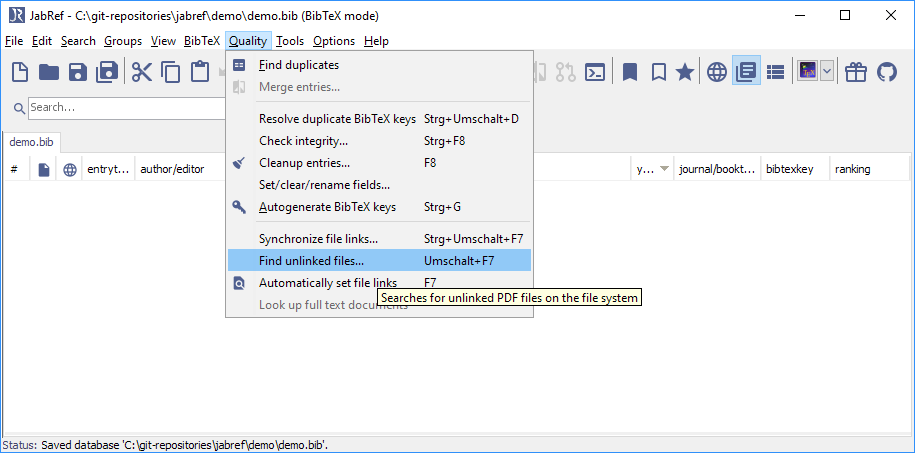 JabRef - C:\git-repositories\jabref\demo\demo.bib (BibTeX mode)
File Edit Search Groups View BibTeX Quality Tools Options Help
Search...
demo.bib
# entryt... author/editor y... journal/bookt... bibtexkey ranking
Find duplicates
Merge entries...
Resolve duplicate BibTeX keys Strg+Umschalt+D
Check integrity... Strg+F8
Cleanup entries... F8
Set/clear/rename fields...
Autogenerate BibTeX keys Strg+G
Synchronize file links... Strg+Umschalt+F7
Find unlinked files... Umschalt+F7
Automatically set file links F7
Searches for unlinked PDF files on the file system
Look up full text documents
Status: Saved database 'C:\git-repositories\jabref\demo\demo.bib'.